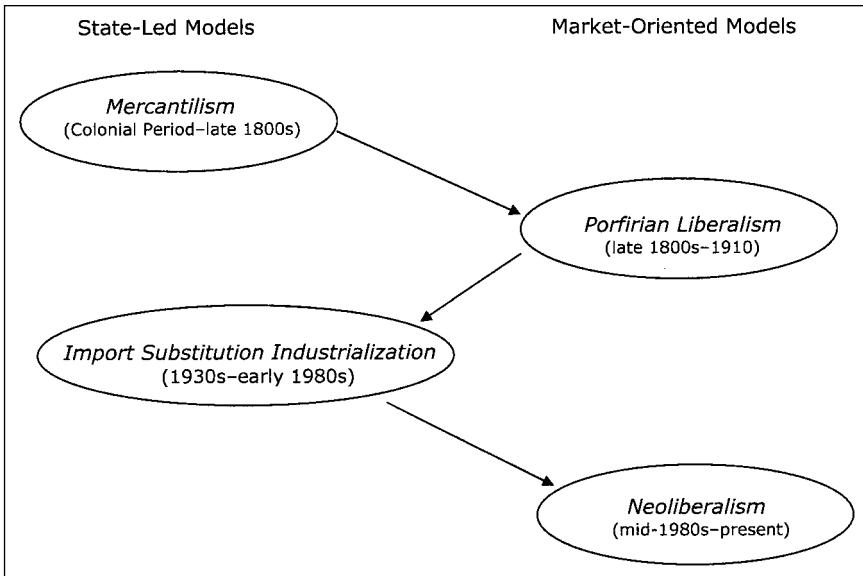 State-Led Models
Market-Oriented Models
Mercantilism
(Colonial Period–late 1800s)
Porfirian Liberalism
(late 1800s–1910)
Import Substitution Industrialization
(1930s–early 1980s)
Neoliberalism
(mid-1980s–present)